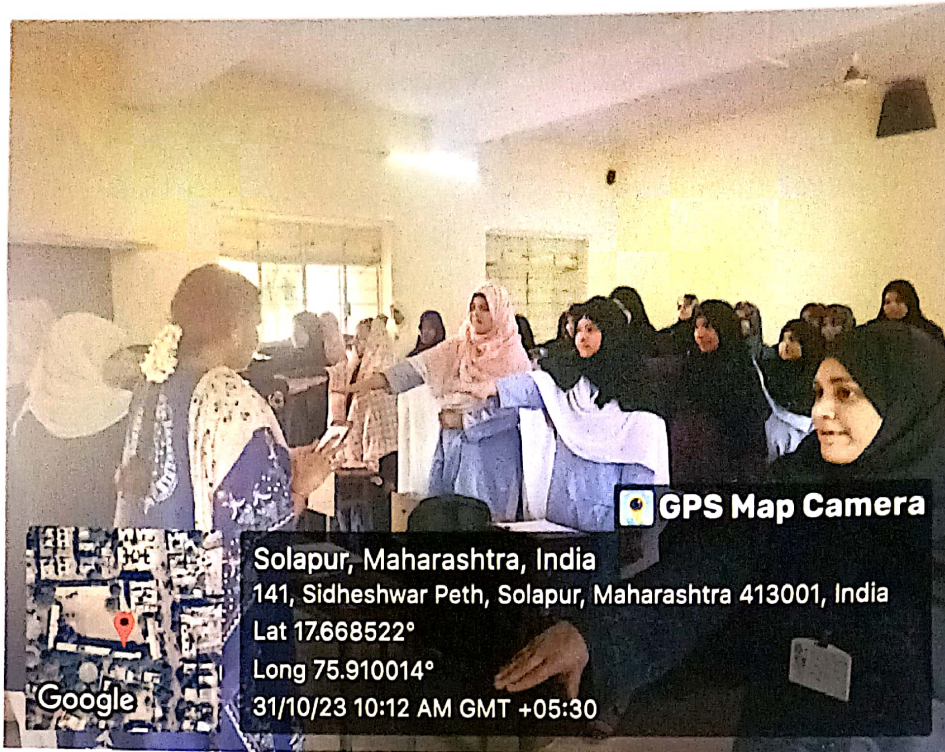 GPS Map Camera
Solapur, Maharashtra, India
141, Sidheshwar Peth, Solapur, Maharashtra 413001, India
Lat 17.668522°
Long 75.910014°
31/10/23 10:12 AM GMT +05:30
Google